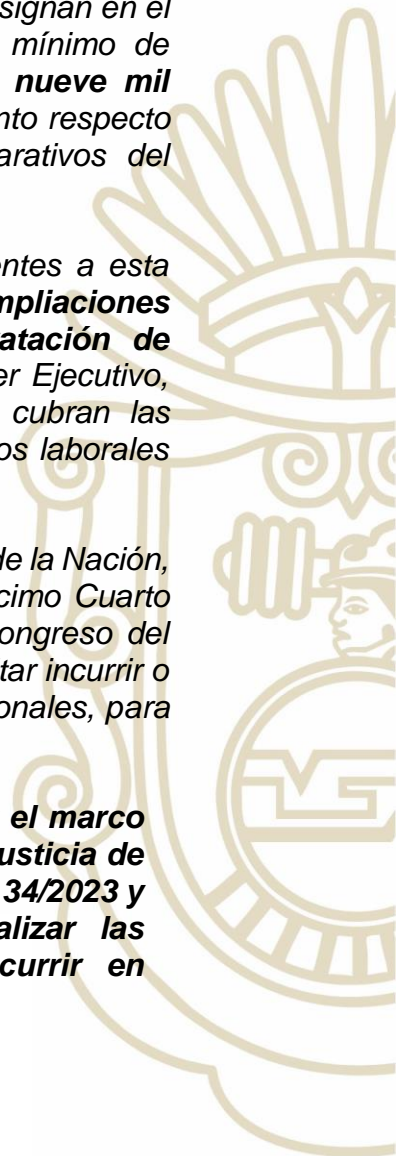 signan en el
mínimo de
nueve mil
nto respecto
arativos del
entes a esta
mpliaciones
atación de
er Ejecutivo,
cubran las
os laborales
de la Nación,
cimo Cuarto
ongreso del
tar incurrir o
onales, para
el marco
usticia de
34/2023 y
alizar las
currir en